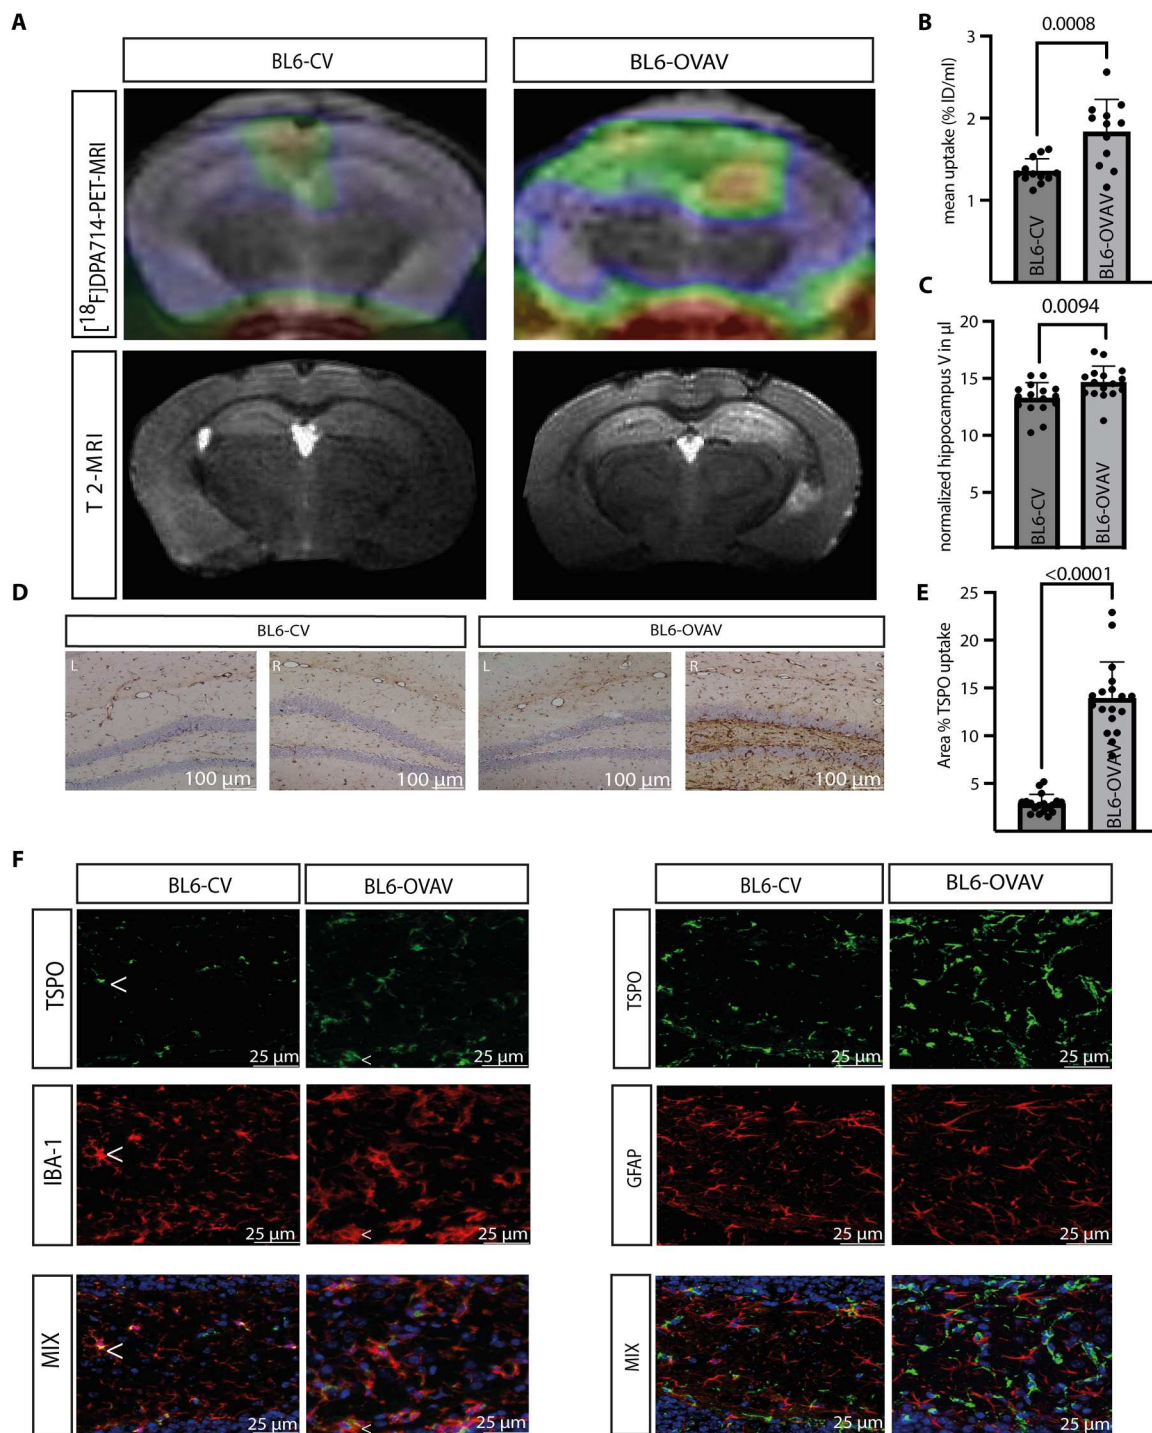 A
BL6-CV
BL6-OVAV
[18F]DPA714-PET-MRI
T 2-MRI
B
0.0008
3
2
1
mean uptake (% ID/ml)
BL6-CV
BL6-OVAV
C
0.0094
20
15
10
5
normalized hippocampus V in µl
BL6-CV
BL6-OVAV
D
BL6-CV
BL6-OVAV
L
R
L
R
100 µm
100 µm
100 µm
100 µm
E
<0.0001
25
20
15
10
5
Area % TSPO uptake
BL6-OVAV
F
BL6-CV
BL6-OVAV
BL6-CV
BL6-OVAV
TSPO
<
25 µm
<
25 µm
TSPO
25 µm
25 µm
IBA-1
<
25 µm
<
25 µm
GFAP
25 µm
25 µm
MIX
<
25 µm
<
25 µm
MIX
25 µm
25 µm